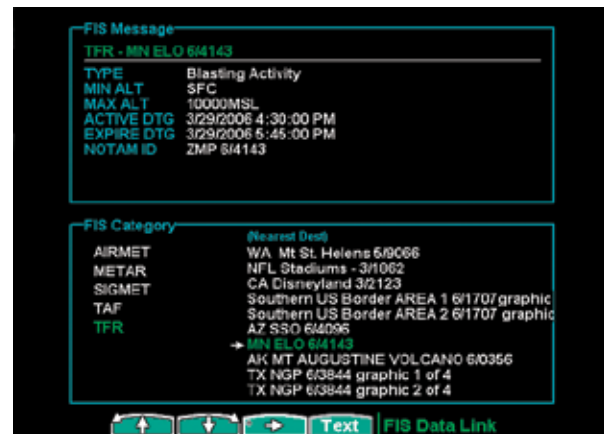 FIS Message
TFR - MN ELO 6/4143
TYPE Blasting Activity
MIN ALT SFC
MAX ALT 10000MSL
ACTIVE DTG 3/29/2006 4:30:00 PM
EXPIRE DTG 3/29/2006 5:45:00 PM
NOTAM ID ZMP 6/4143
FIS Category
(Nearest Dest)
AIRMET
METAR
SIGMET
TAF
TFR
WA Mt St. Helens 5/9066
NFL Stadiums - 3/1062
CA Disneyland 3/2123
Southern US Border AREA 1 6/1707graphic
Southern US Border AREA 2 6/1707 graphic
AZ SSO 6/4096
MN ELO 6/4143
AK MT AUGUSTINE VOLCANO 6/0356
TX NGP 6/3844 graphic 1 of 4
TX NGP 6/3844 graphic 2 of 4
Text
FIS Data Link